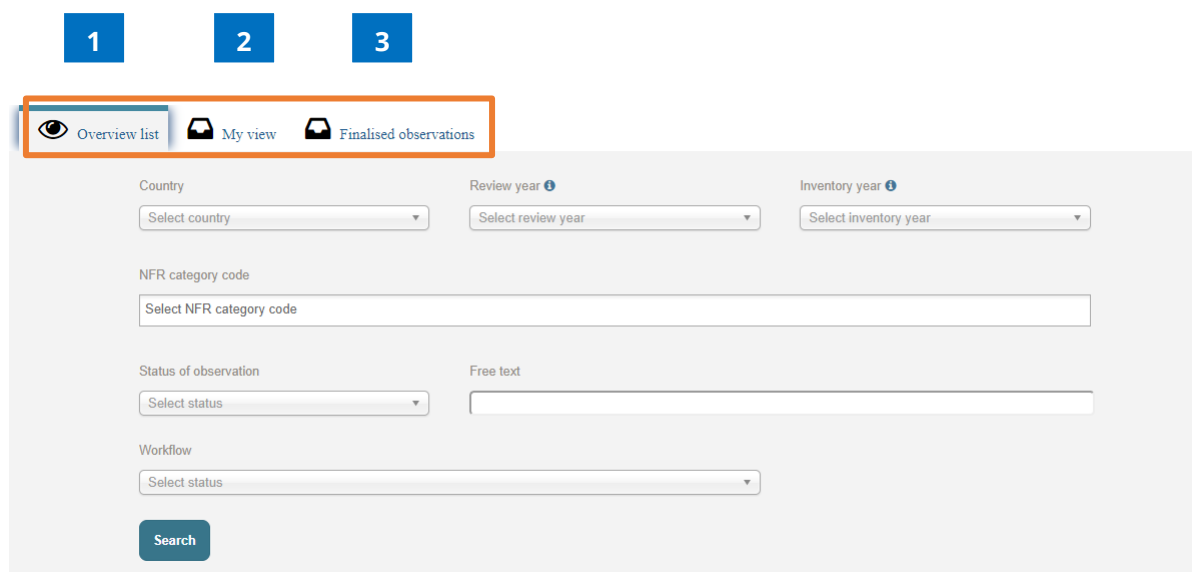 1 2 3
Overview list My view Finalised observations
Country Review year Inventory year
Select country Select review year Select inventory year
NFR category code
Select NFR category code
Status of observation Free text
Select status
Workflow
Select status
Search